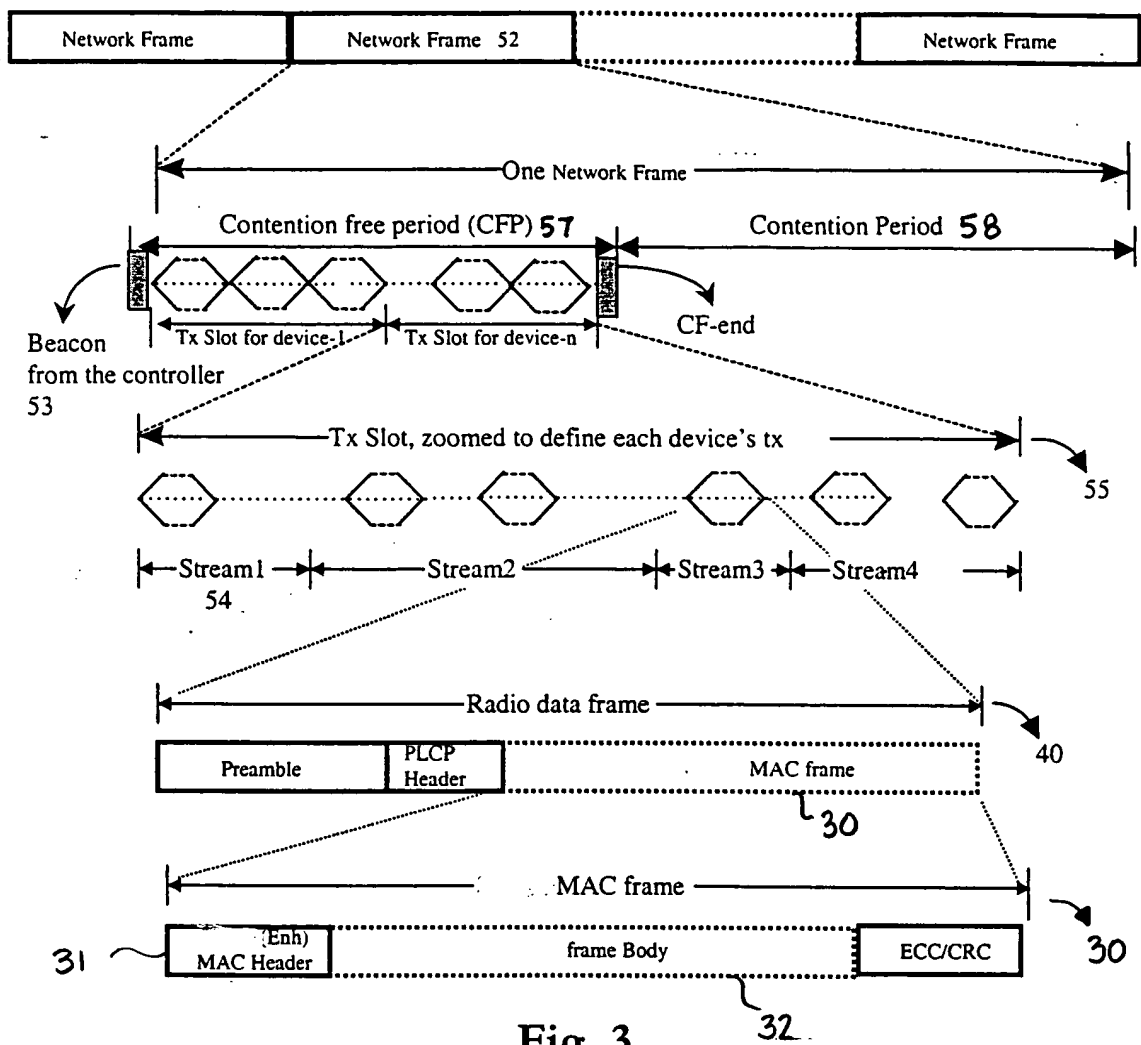 Network Frame
Network Frame 52
Network Frame
One Network Frame
Contention free period (CFP) 57
Contention Period 58
Beacon
from the controller
53
Tx Slot for device-1
Tx Slot for device-n
CF-end
Tx Slot, zoomed to define each device's tx
55
Stream1
54
Stream2
Stream3
Stream4
Radio data frame
40
Preamble
PLCP
Header
MAC frame
30
MAC frame
30
31
(Enh)
MAC Header
frame Body
ECC/CRC
32
Fig. 3